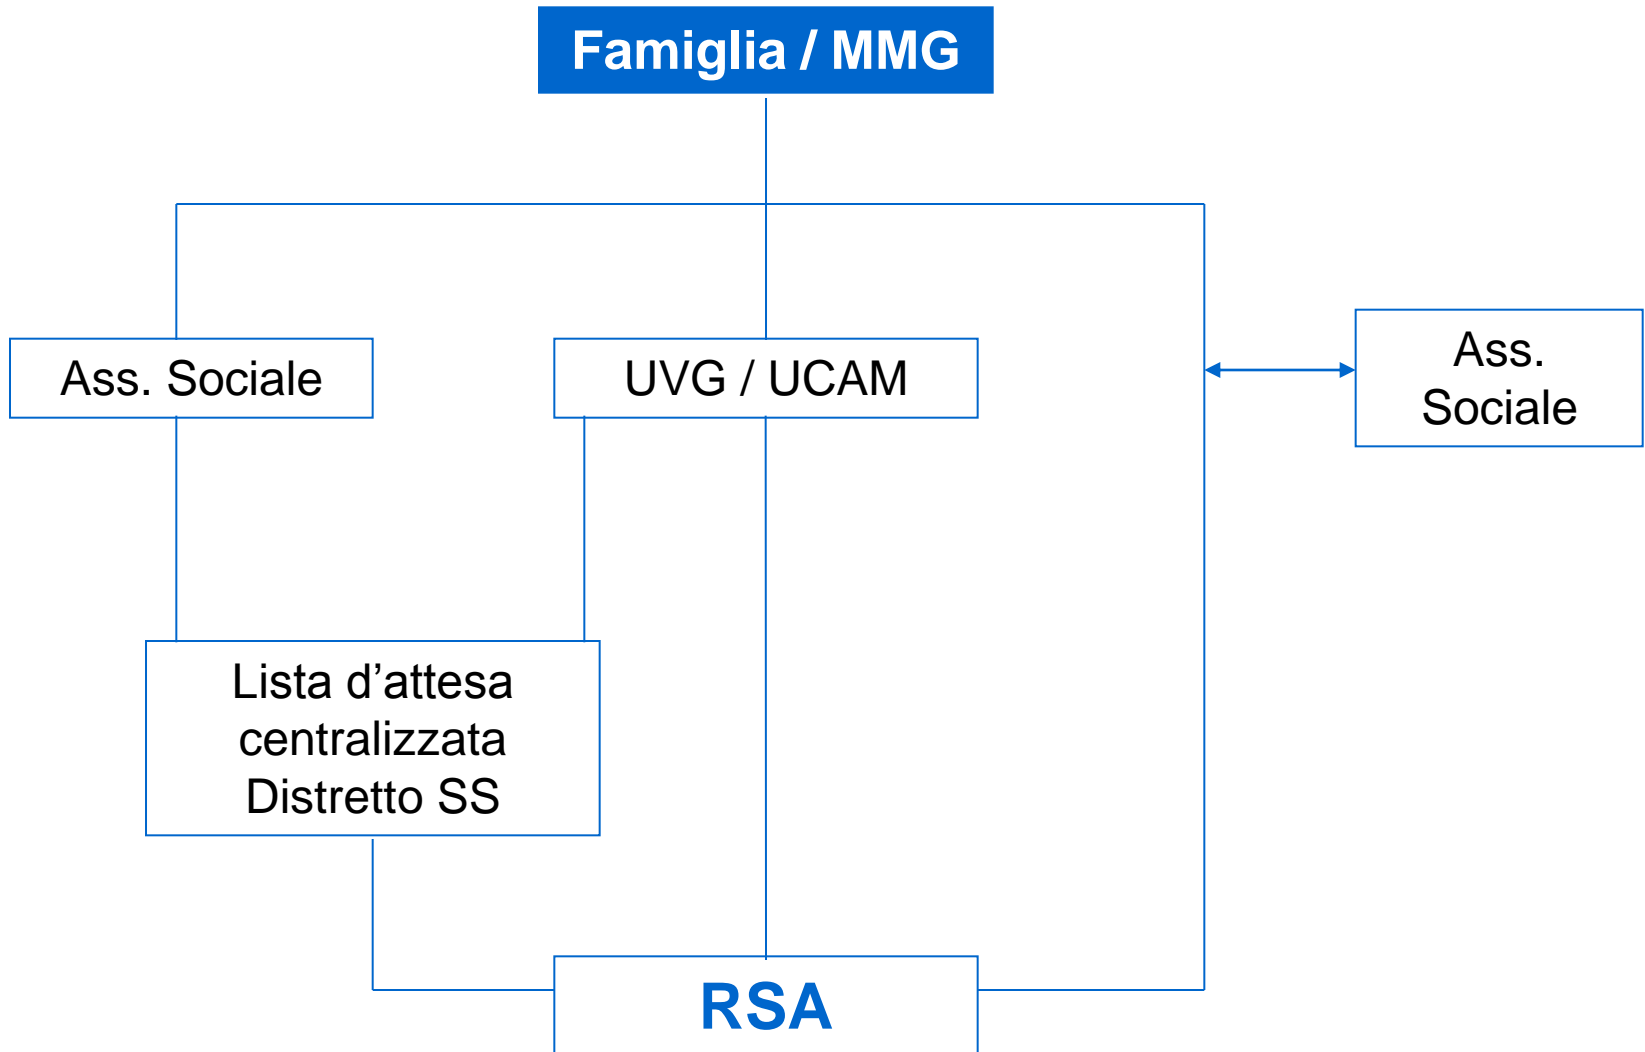 Famiglia / MMG
Ass. Sociale
UVG / UCAM
Ass.
Sociale
Lista d’attesa
centralizzata
Distretto SS
RSA